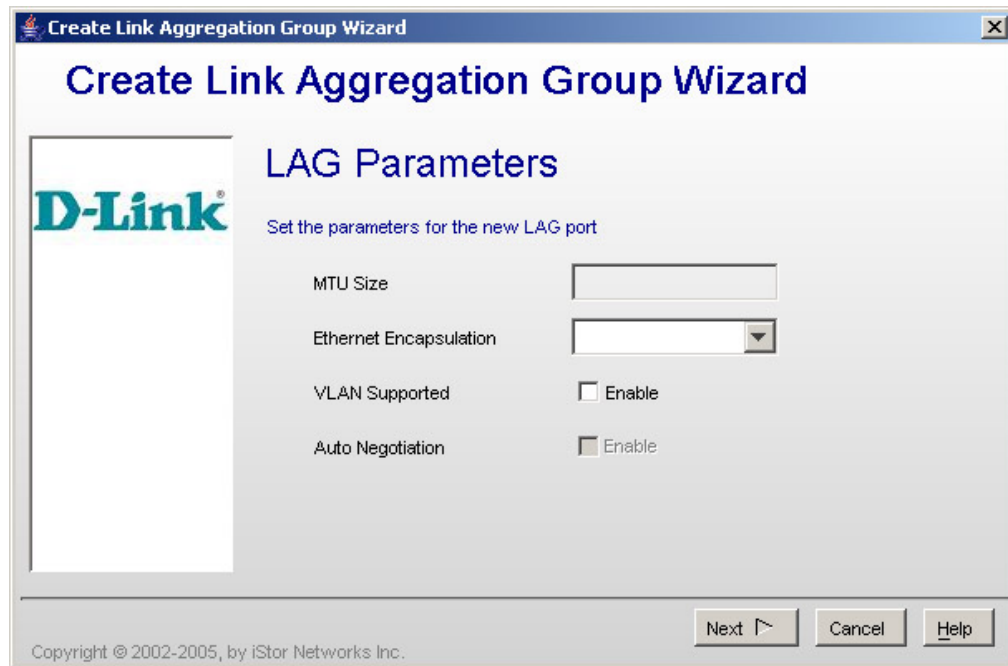 Create Link Aggregation Group Wizard
Create Link Aggregation Group Wizard
D-Link®
LAG Parameters
Set the parameters for the new LAG port
MTU Size
Ethernet Encapsulation
VLAN Supported Enable
Auto Negotiation Enable
Next Cancel Help
Copyright © 2002-2005, by iStor Networks Inc.